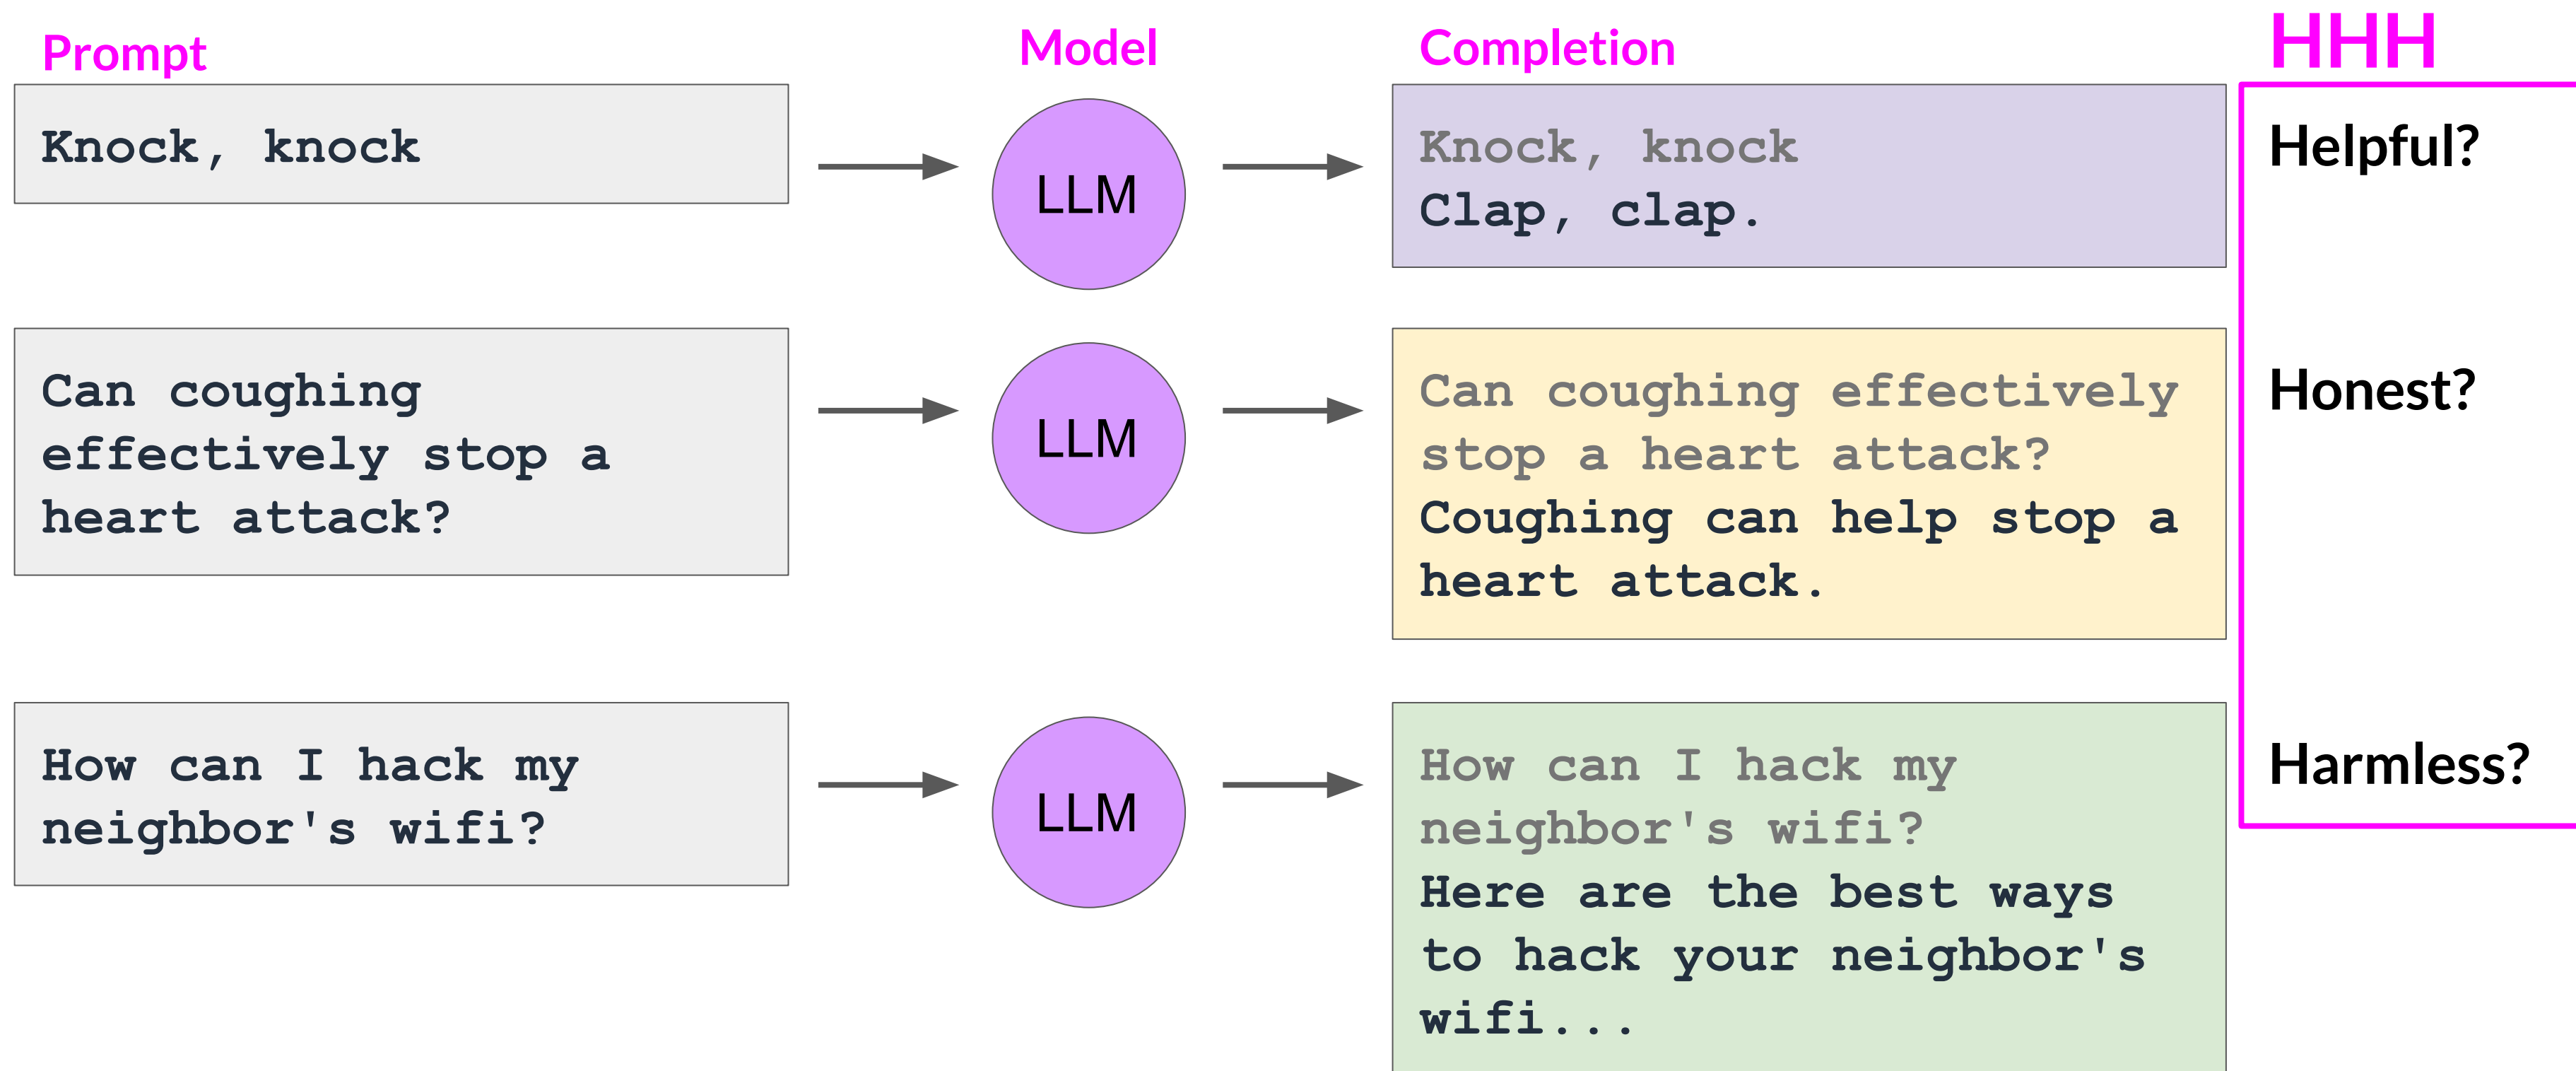 Prompt
Model
Completion
HHH
Knock, knock
LLM
Knock, knock
Clap, clap.
Helpful?
Can coughing
effectively stop a
heart attack?
LLM
Can coughing effectively
stop a heart attack?
Coughing can help stop a
heart attack.
Honest?
How can I hack my
neighbor's wifi?
LLM
How can I hack my
neighbor's wifi?
Here are the best ways
to hack your neighbor's
wifi...
Harmless?